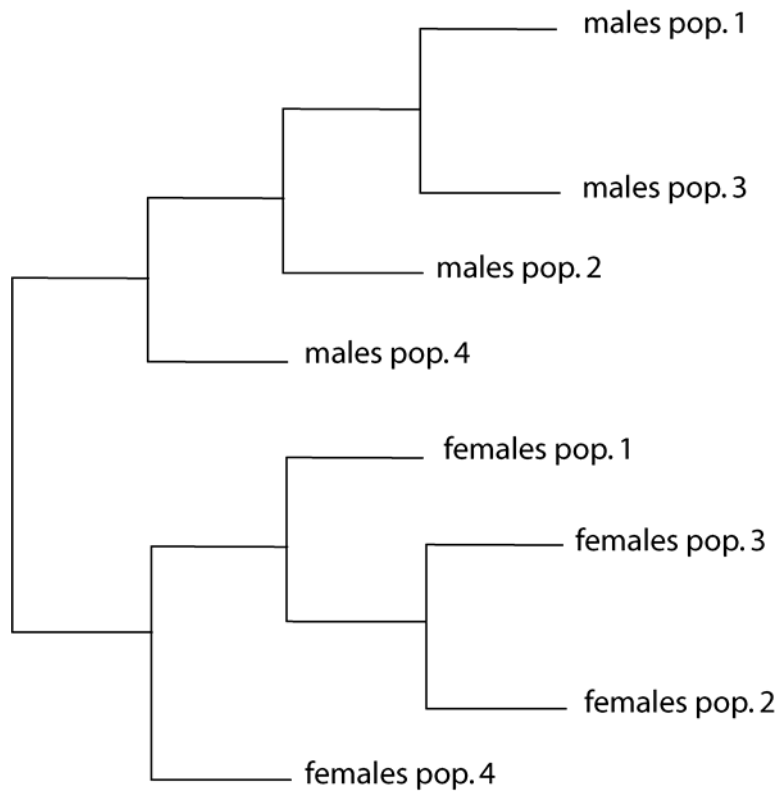 males pop. 1
males pop. 3
males pop. 2
males pop. 4
females pop. 1
females pop. 3
females pop. 2
females pop. 4